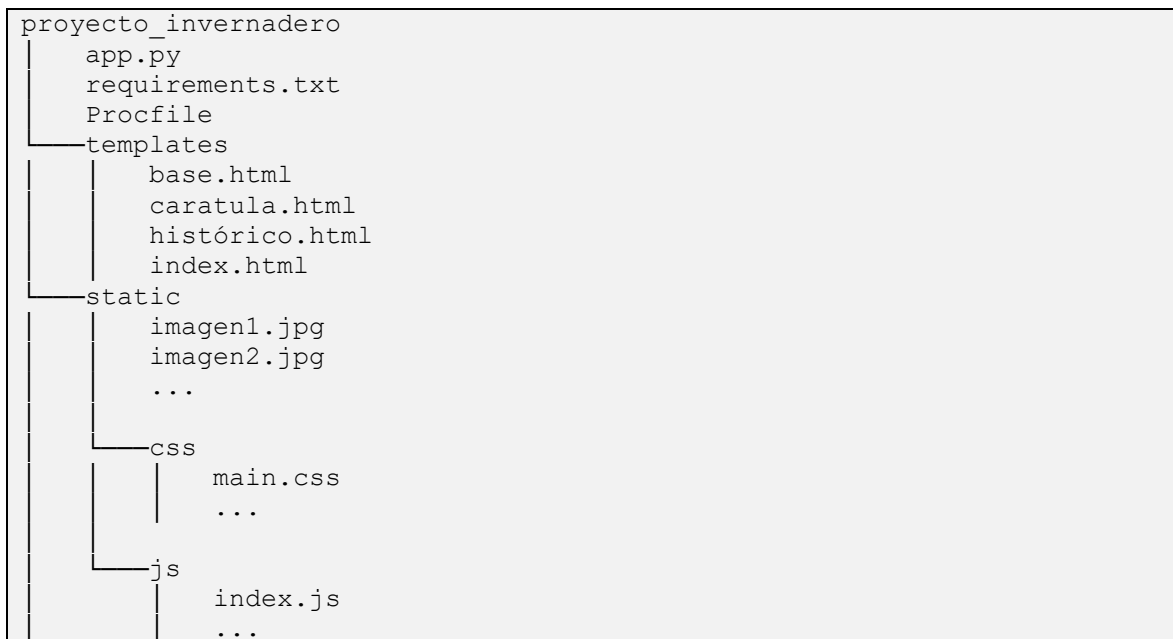 proyecto_invernadero
app.py
requirements.txt
Procfile
templates
base.html
caratula.html
histórico.html
index.html
static
imagen1.jpg
imagen2.jpg
...
css
main.css
...
js
index.js
...